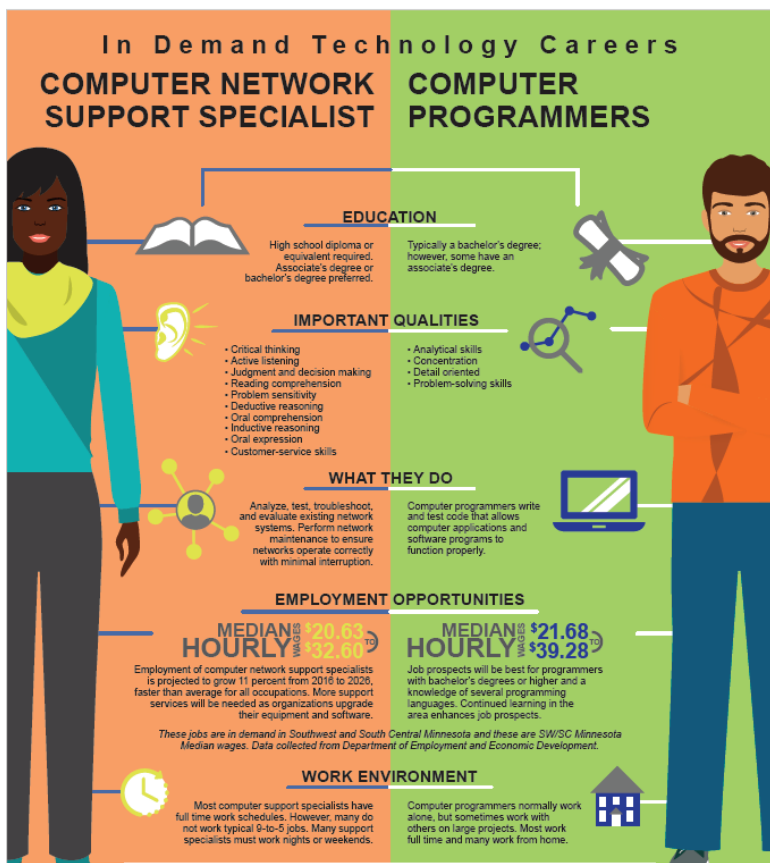 In Demand Technology Careers
COMPUTER NETWORK
SUPPORT SPECIALIST
COMPUTER
PROGRAMMERS
EDUCATION
High school diploma or
equivalent required.
Associate's degree or
bachelor's degree preferred.
Typically a bachelor's degree;
however, some have an
associate's degree.
IMPORTANT QUALITIES
• Critical thinking
• Active listening
• Judgment and decision making
• Reading comprehension
• Problem sensitivity
• Deductive reasoning
• Oral comprehension
• Inductive reasoning
• Oral expression
• Customer-service skills
• Analytical skills
• Concentration
• Detail oriented
• Problem-solving skills
WHAT THEY DO
Analyze, test, troubleshoot,
and evaluate existing network
systems. Perform network
maintenance to ensure
networks operate correctly
with minimal interruption.
Computer programmers write
and test code that allows
computer applications and
software programs to
function properly.
EMPLOYMENT OPPORTUNITIES
MEDIAN
HOURLY
WAGES
$20.63
TO
$32.60
Employment of computer network support specialists
is projected to grow 11 percent from 2016 to 2026,
faster than average for all occupations. More support
services will be needed as organizations upgrade
their equipment and software.
MEDIAN
HOURLY
WAGES
$21.68
TO
$39.28
Job prospects will be best for programmers
with bachelor's degrees or higher and a
knowledge of several programming
languages. Continued learning in the
area enhances job prospects.
These jobs are in demand in Southwest and South Central Minnesota and these are SW/SC Minnesota
Median wages. Data collected from Department of Employment and Economic Development.
WORK ENVIRONMENT
Most computer support specialists have
full time work schedules. However, many do
not work typical 9-to-5 jobs. Many support
specialists must work nights or weekends.
Computer programmers normally work
alone, but sometimes work with
others on large projects. Most work
full time and many work from home.